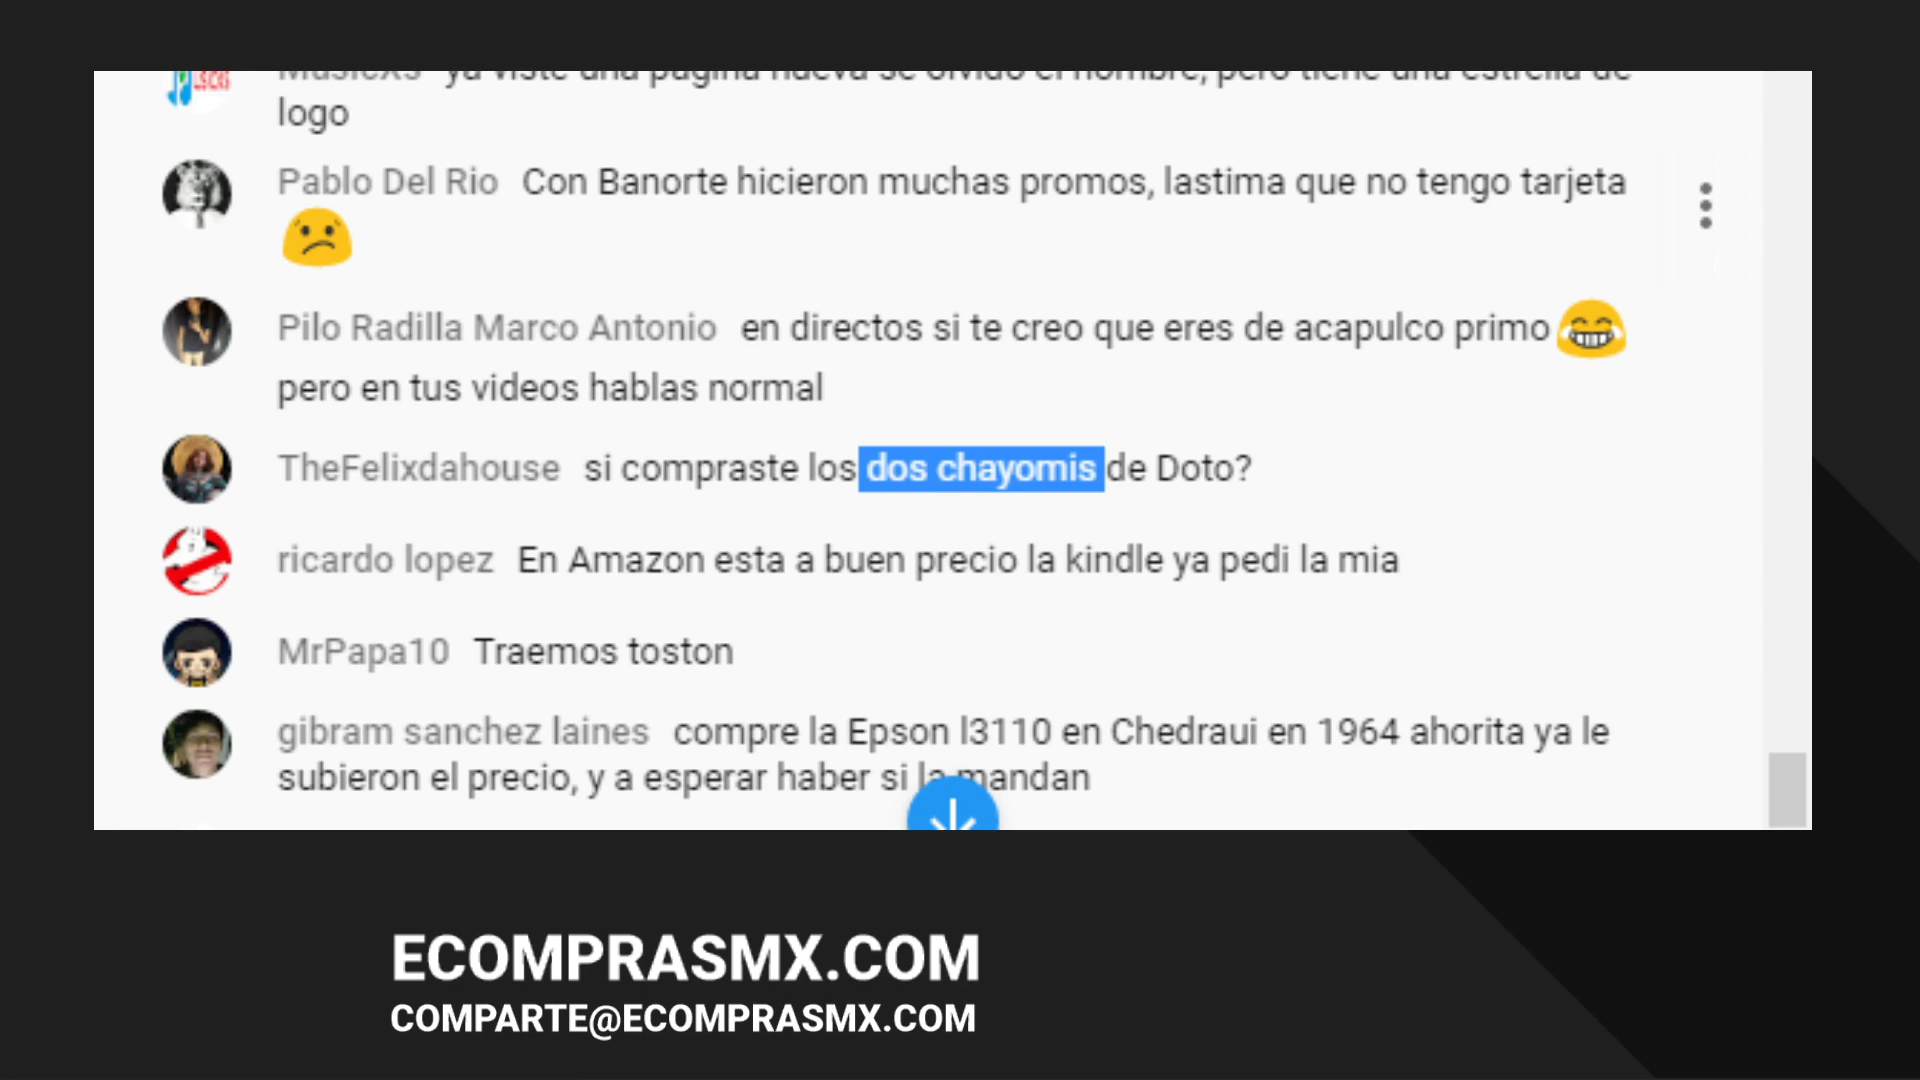 MusicXs ya viste una pagina nueva se olvido el nombre, pero tiene una estrella de
logo
Pablo Del Rio Con Banorte hicieron muchas promos, lastima que no tengo tarjeta
Pilo Radilla Marco Antonio en directos si te creo que eres de acapulco primo
pero en tus videos hablas normal
TheFelixdahouse si compraste los dos chayomis de Doto?
ricardo lopez En Amazon esta a buen precio la kindle ya pedi la mia
MrPapa10 Traemos toston
gibram sanchez laines compre la Epson l3110 en Chedraui en 1964 ahorita ya le
subieron el precio, y a esperar haber si la mandan
ECOMPRASMX.COM
COMPARTE@ECOMPRASMX.COM